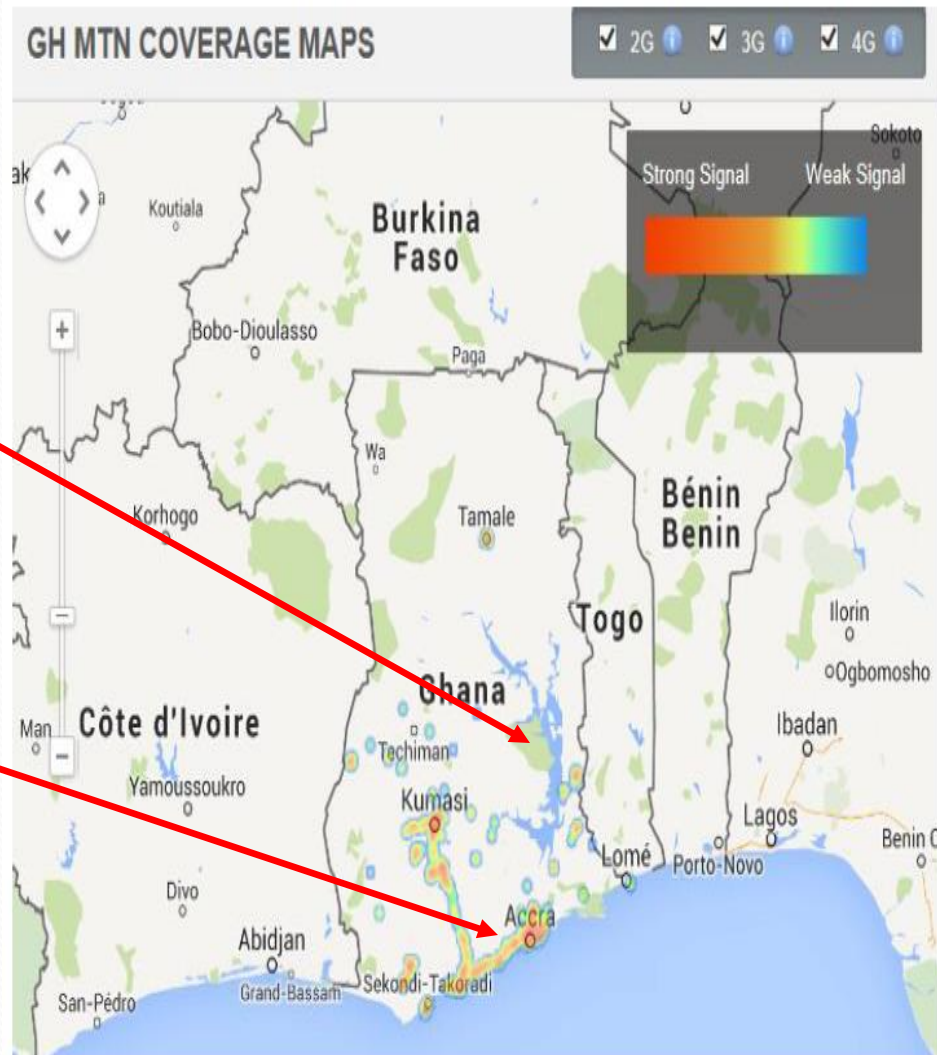 GH MTN COVERAGE MAPS
2G
3G
4G
Sokoto
Strong Signal
Weak Signal
Koutiala
Burkina
Faso
Bobo-Dioulasso
Paga
Wa
Korhogo
Tamale
Bénin
Benin
Togo
Ilorin
Ogbomosho
Ghana
Man
Côte d'Ivoire
Techiman
Ibadan
Yamoussoukro
Kumasi
Lagos
Lomé
Porto-Novo
Benin C
Divo
Accra
Abidjan
Grand-Bassam
Sekondi-Takoradi
San-Pédro